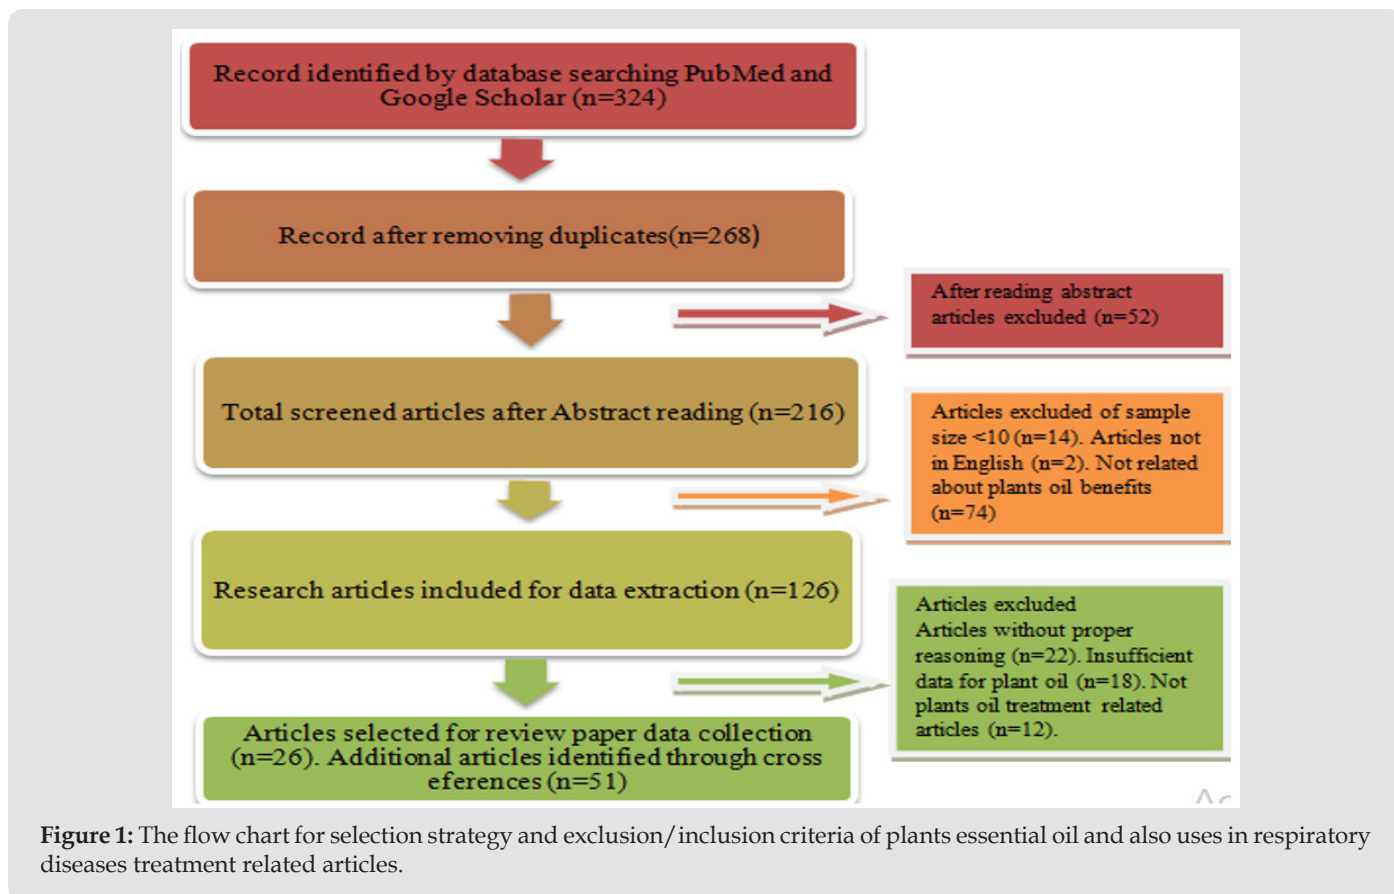 Record identified by database searching PubMed and
Google Scholar (n=324)
Record after removing duplicates(n=268)
After reading abstract
articles excluded (n=52)
Total screened articles after Abstract reading (n=216)
Articles excluded of sample
size <10 (n=14). Articles not
in English (n=2). Not related
about plants oil benefits
(n=74)
Research articles included for data extraction (n=126)
Articles excluded
Articles without proper
reasoning (n=22). Insufficient
data for plant oil (n=18). Not
plants oil treatment related
articles (n=12).
Articles selected for review paper data collection
(n=26). Additional articles identified through cross
eferences (n=51)
Figure 1: The flow chart for selection strategy and exclusion/inclusion criteria of plants essential oil and also uses in respiratory
diseases treatment related articles.